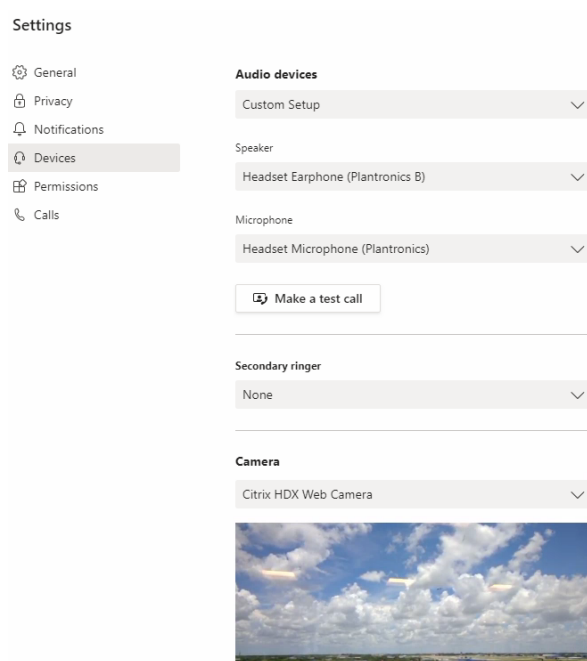 Settings
General
Privacy
Notifications
Devices
Permissions
Calls
Audio devices
Custom Setup
Speaker
Headset Earphone (Plantronics B)
Microphone
Headset Microphone (Plantronics)
Make a test call
Secondary ringer
None
Camera
Citrix HDX Web Camera